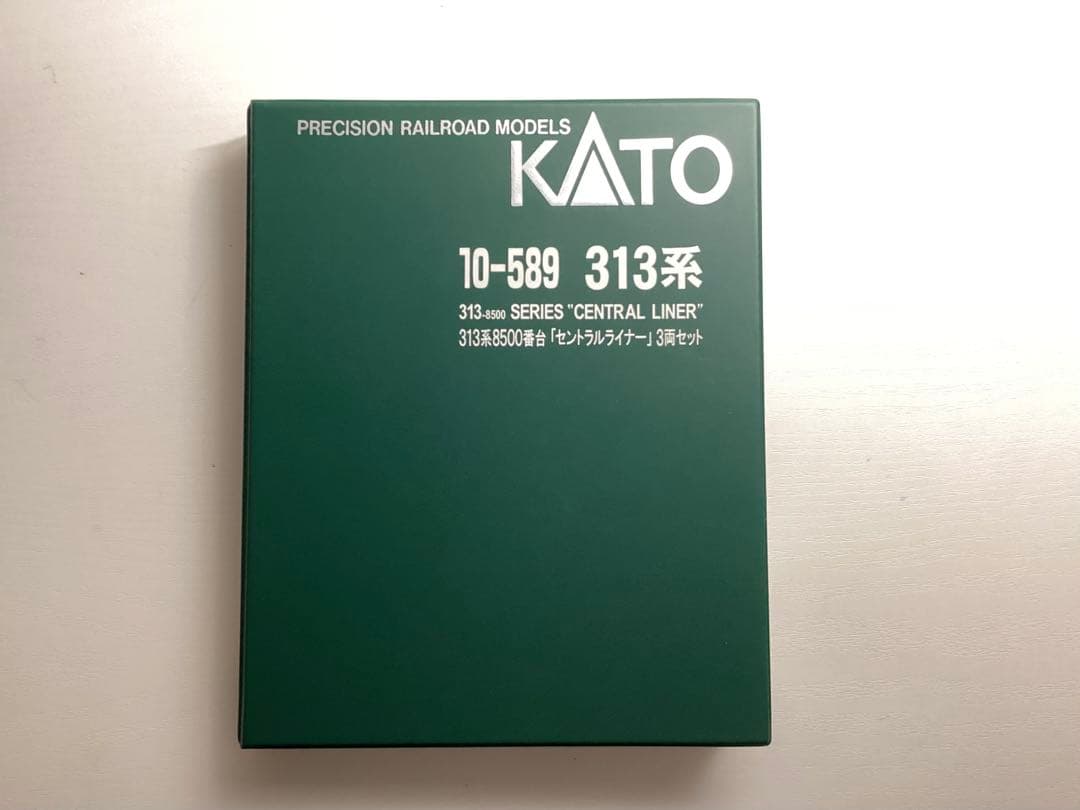 PRECISION RAILROAD MODELS
KATO
10-589 313系
313-8500 SERIES "CENTRAL LINER"
313系8500番台「セントラルライナー」3両セット